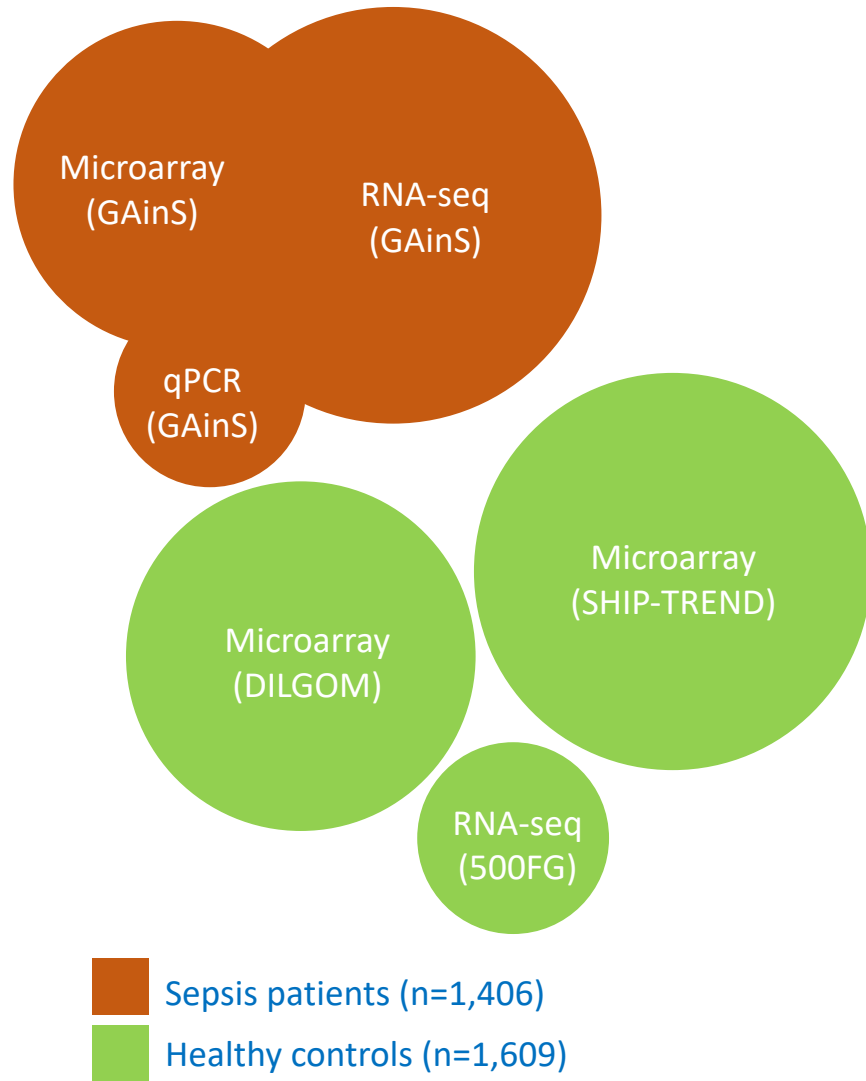 Microarray
(GAinS)
RNA-seq
(GAinS)
qPCR
(GAinS)
Microarray
(SHIP-TREND)
Microarray
(DILGOM)
RNA-seq
(500FG)
Sepsis patients (n=1,406)
Healthy controls (n=1,609)